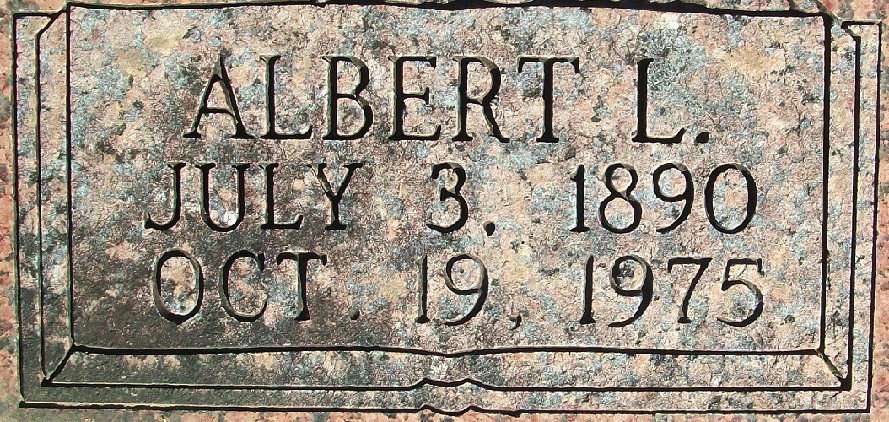 ALBERT L.
JULY 3, 1890
OCT. 19, 1975